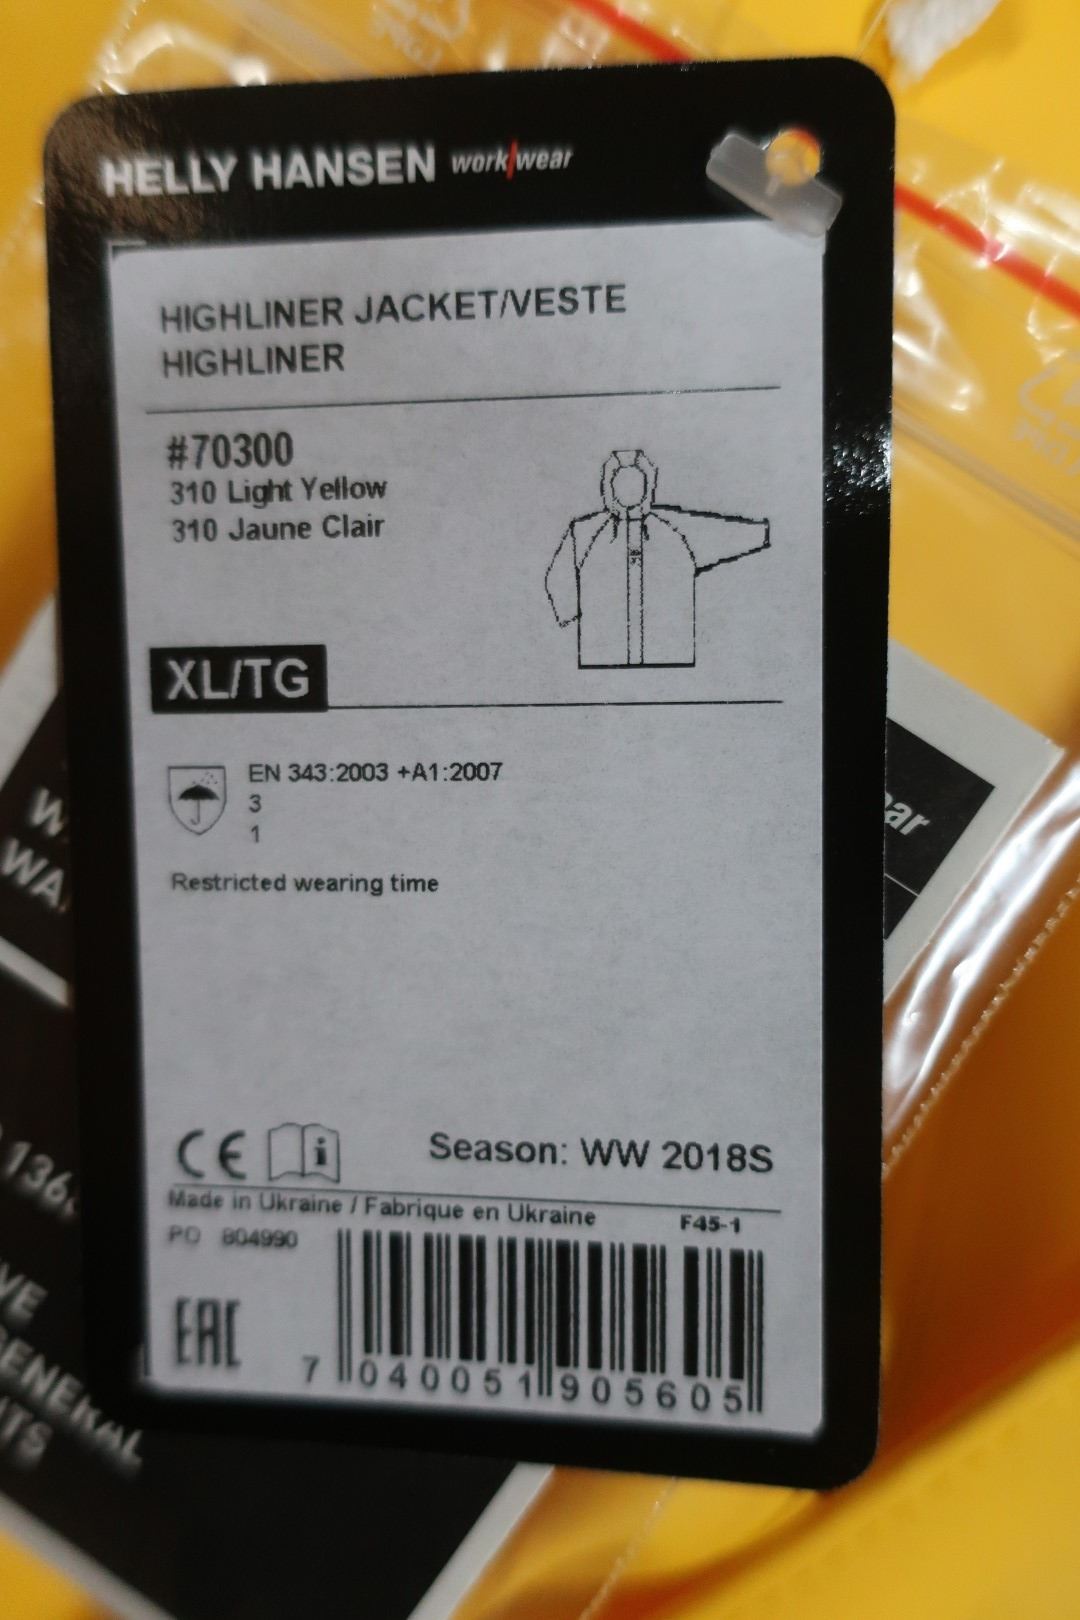 HELLY HANSEN work/wear
HIGHLINER JACKET/VESTE
HIGHLINER
#70300
310 Light Yellow
310 Jaune Clair
XL/TG
EN 343:2003 +A1:2007
3
1
Restricted wearing time
CE i
Season: WW 2018S
Made in Ukraine / Fabrique en Ukraine
F45-1
PO 804990
EAC
7 040051 905605